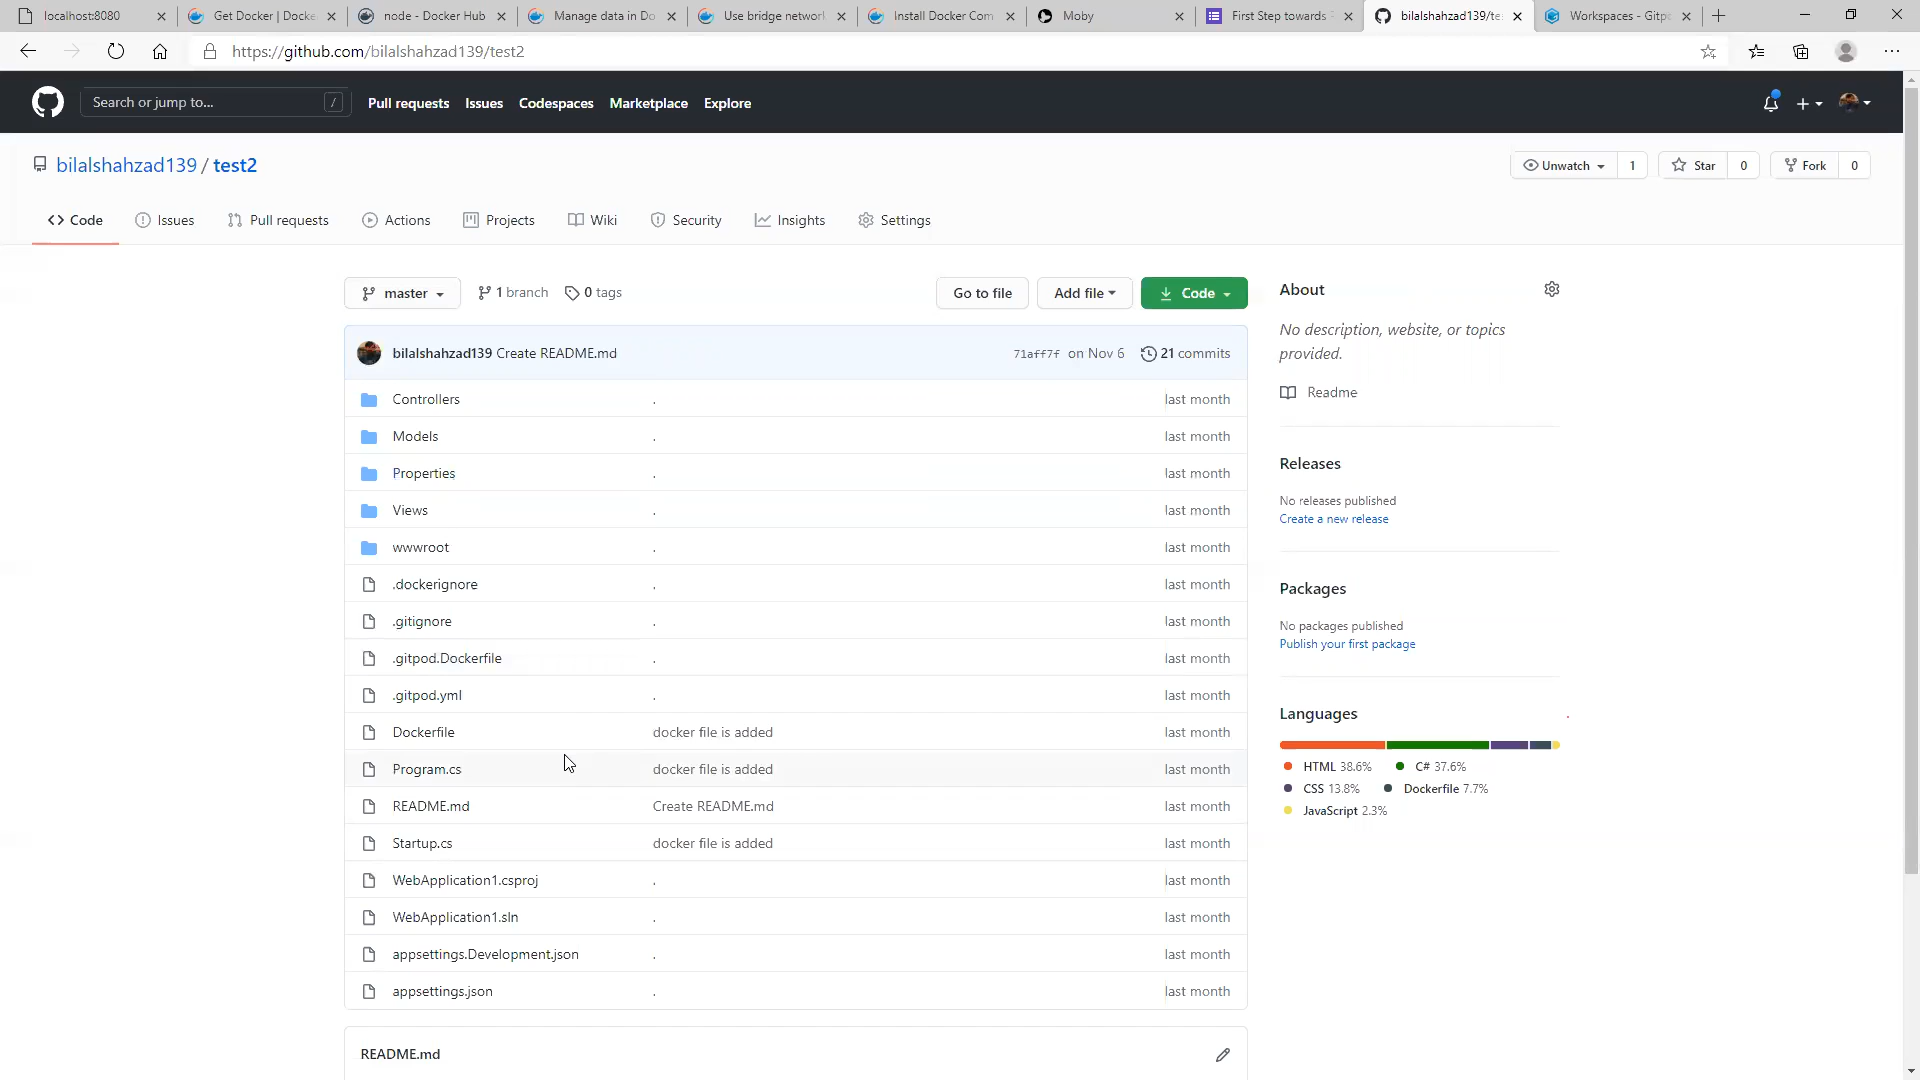 localhost:8080
Get Docker | Docke
node - Docker Hub
Manage data in Do
Use bridge network
Install Docker Com
Moby
First Step towards
bilalshahzad139/te
Workspaces - Gitp
https://github.com/bilalshahzad139/test2
Search or jump to...
/
Pull requests
Issues
Codespaces
Marketplace
Explore
bilalshahzad139 / test2
Unwatch 1
Star 0
Fork 0
Code
Issues
Pull requests
Actions
Projects
Wiki
Security
Insights
Settings
master
1 branch
0 tags
Go to file
Add file
Code
bilalshahzad139 Create README.md
71aff7f on Nov 6
21 commits
Controllers . last month
Models . last month
Properties . last month
Views . last month
wwwroot . last month
.dockerignore . last month
.gitignore . last month
.gitpod.Dockerfile . last month
.gitpod.yml . last month
Dockerfile docker file is added last month
Program.cs docker file is added last month
README.md Create README.md last month
Startup.cs docker file is added last month
WebApplication1.csproj . last month
WebApplication1.sln . last month
appsettings.Development.json . last month
appsettings.json . last month
README.md
About
No description, website, or topics
provided.
Readme
Releases
No releases published
Create a new release
Packages
No packages published
Publish your first package
Languages
HTML 38.6% C# 37.6%
CSS 13.8% Dockerfile 7.7%
JavaScript 2.3%